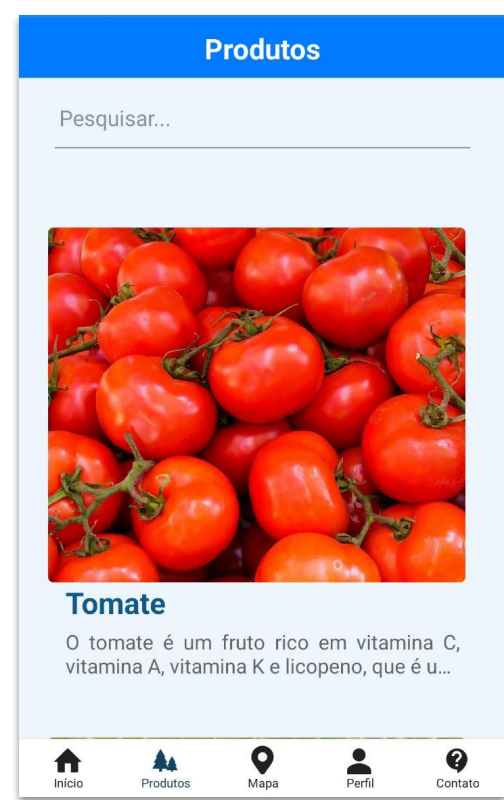 Produtos
Pesquisar...
Tomate
O tomate é um fruto rico em vitamina C,
vitamina A, vitamina K e licopeno, que é u...
Início
Produtos
Mapa
Perfil
Contato